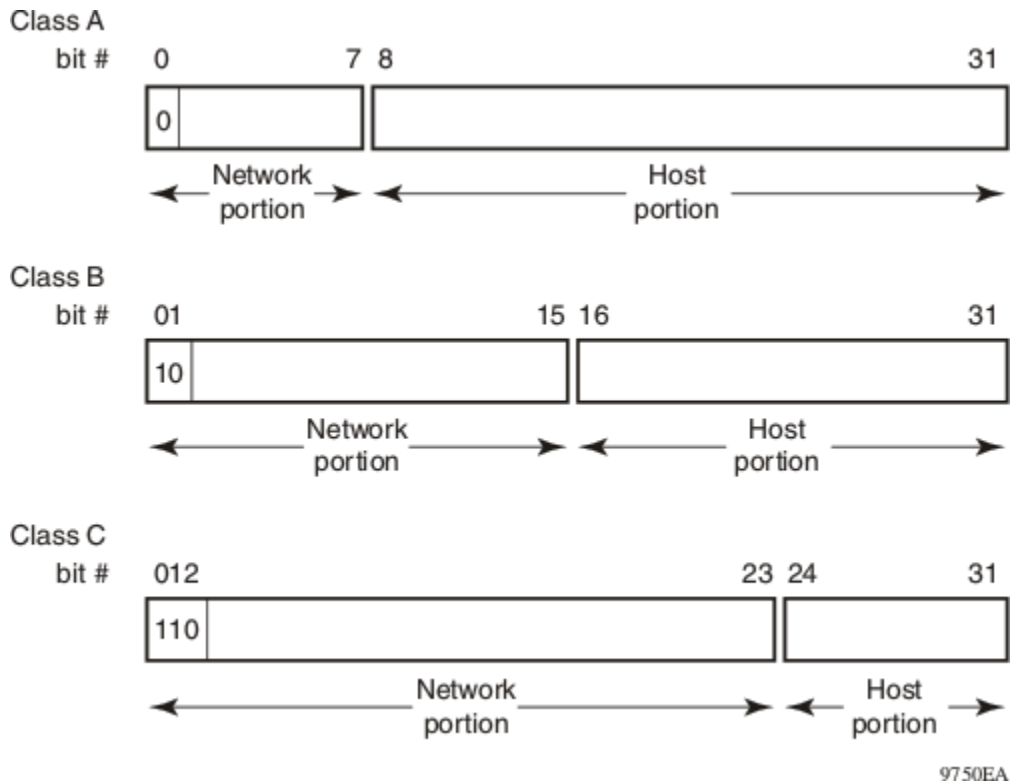 Class A
bit # 0 7 8 31
0
Network Host
portion portion
Class B
bit # 01 15 16 31
10
Network Host
portion portion
Class C
bit # 012 23 24 31
110
Network Host
portion portion
9750EA